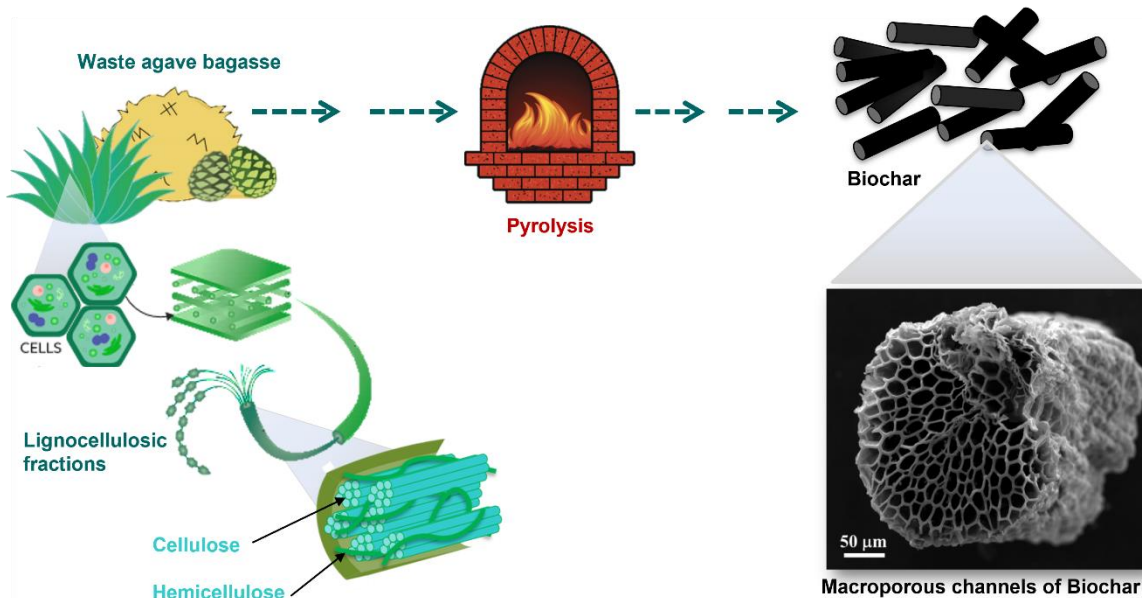 Waste agave bagasse
Pyrolysis
Biochar
CELLS
Lignocellulosic
fractions
Cellulose
Hemicellulose
50 μm
Macroporous channels of Biochar